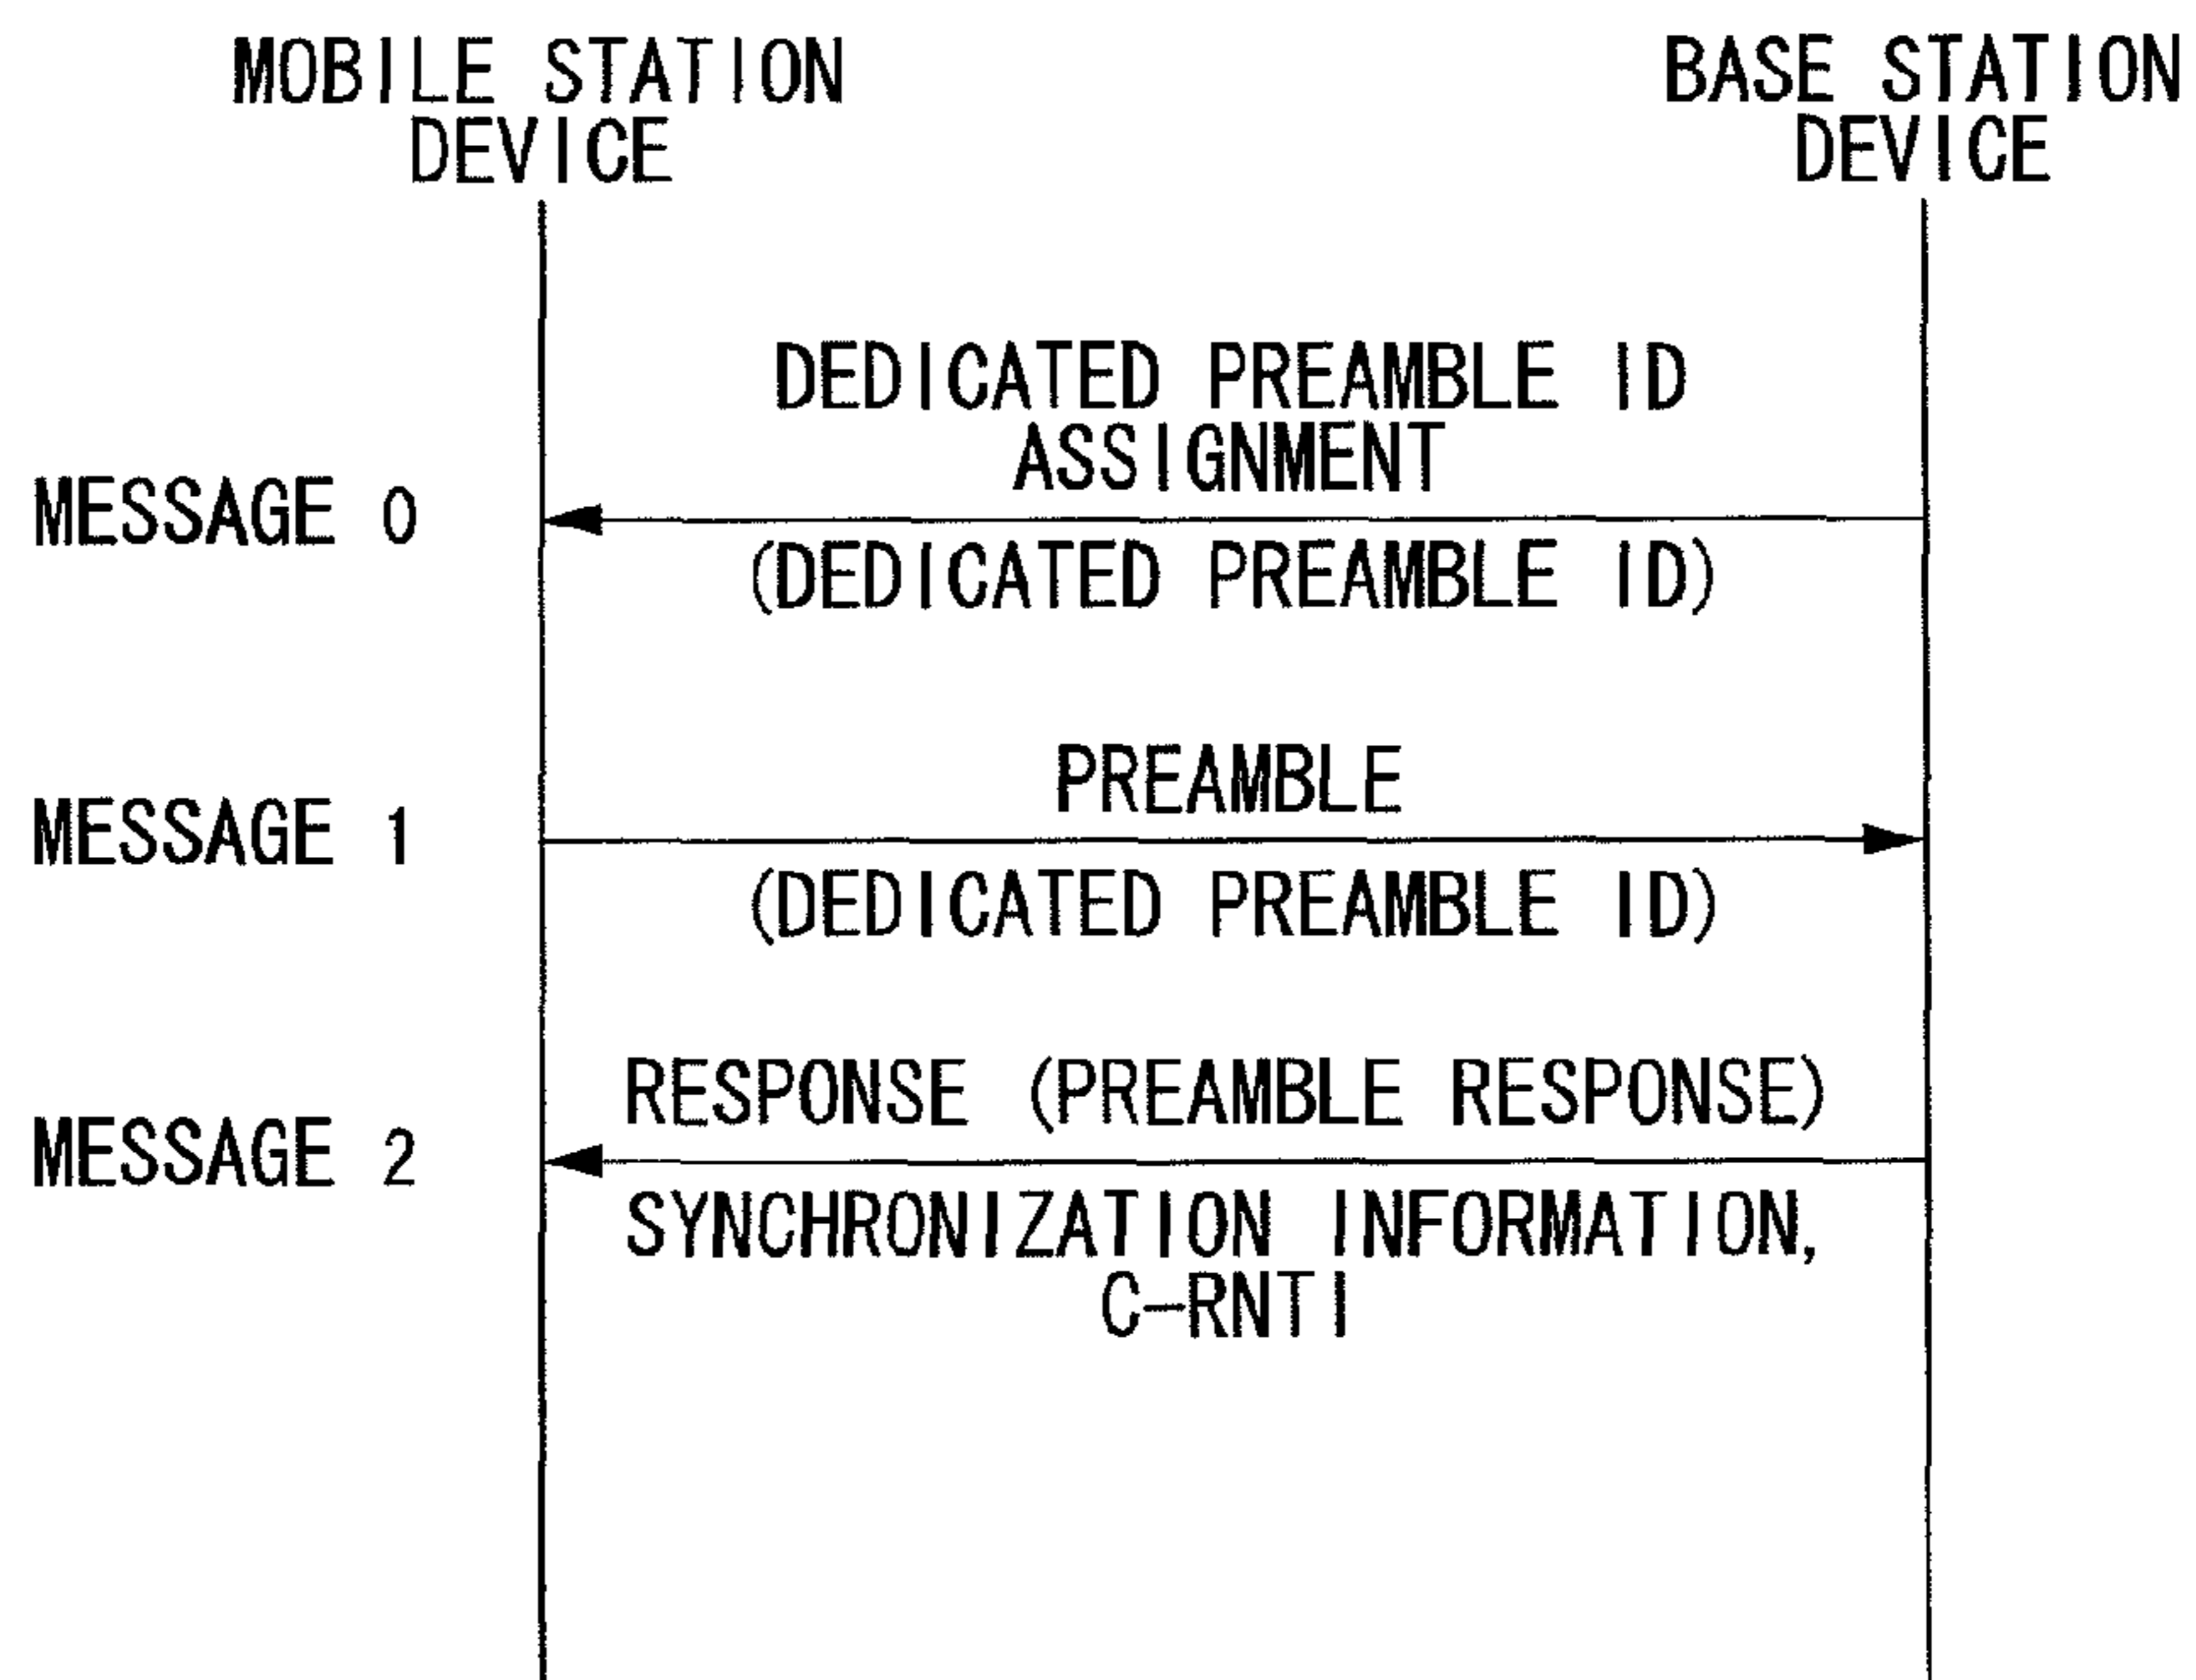 MOBILE STATION
DEVICE
BASE STATION
DEVICE
DEDICATED PREAMBLE ID
ASSIGNMENT
MESSAGE 0
(DEDICATED PREAMBLE ID)
PREAMBLE
MESSAGE 1
(DEDICATED PREAMBLE ID)
RESPONSE (PREAMBLE RESPONSE)
MESSAGE 2
SYNCHRONIZATION INFORMATION,
C-RNTI